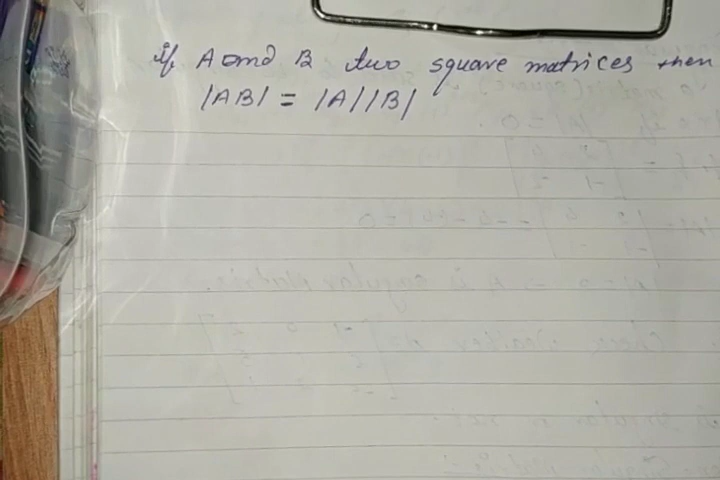 if A and B two square matrices then
|AB| = |A||B|